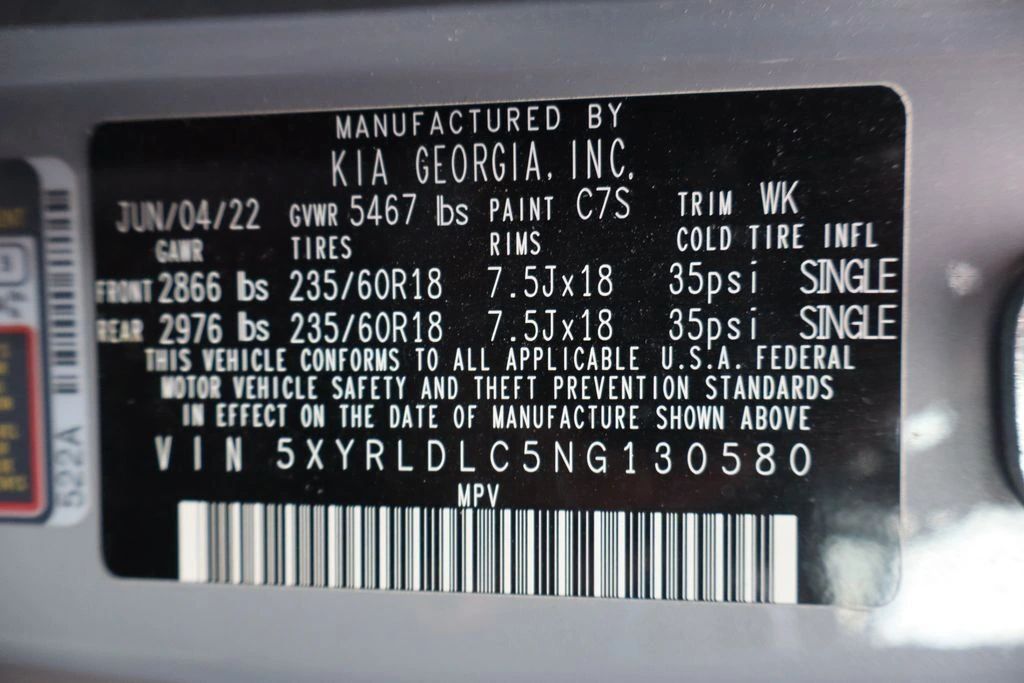 MANUFACTURED BY
KIA GEORGIA, INC.
JUN/04/22 GVWR 5467 lbs PAINT C7S TRIM WK
GAWR TIRES RIMS COLD TIRE INFL
FRONT 2866 lbs 235/60R18 7.5Jx18 35psi SINGLE
REAR 2976 lbs 235/60R18 7.5Jx18 35psi SINGLE
THIS VEHICLE CONFORMS TO ALL APPLICABLE U.S.A. FEDERAL
MOTOR VEHICLE SAFETY AND THEFT PREVENTION STANDARDS
IN EFFECT ON THE DATE OF MANUFACTURE SHOWN ABOVE
VIN 5XYRLDLC5NG130580
MPV
522A